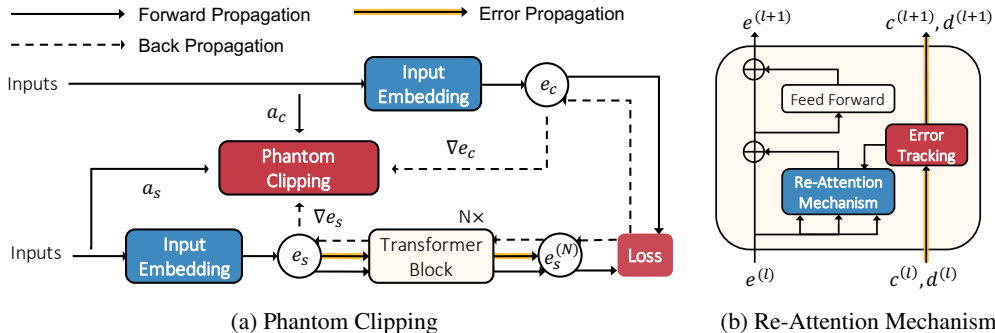 Forward Propagation
Error Propagation
Back Propagation
Inputs
Input
Embedding
e_c
a_c
Phantom
Clipping
∇e_c
a_s
∇e_s
N×
Inputs
Input
Embedding
e_s
Transformer
Block
e_s^{(N)}
Loss
(a) Phantom Clipping
e^{(l+1)}
c^{(l+1)}, d^{(l+1)}
Feed Forward
Error
Tracking
Re-Attention
Mechanism
e^{(l)}
c^{(l)}, d^{(l)}
(b) Re-Attention Mechanism